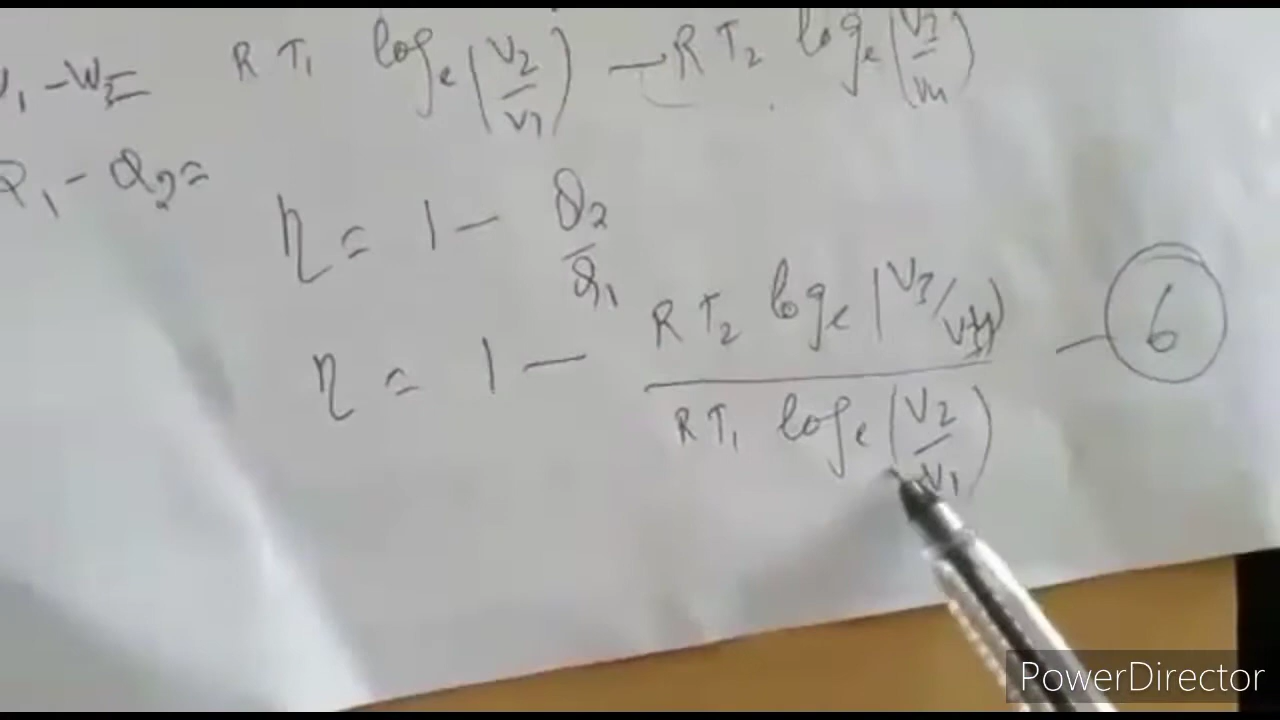 W₁ - W₃ = R T₁ logₑ (V₂/V₁) - R T₂ logₑ (V₃/V₄)
Q₁ - Q₂ =
η = 1 - Q₂/Q₁
η = 1 - R T₂ logₑ (V₃/V₄) / R T₁ logₑ (V₂/V₁) - 6
PowerDirector